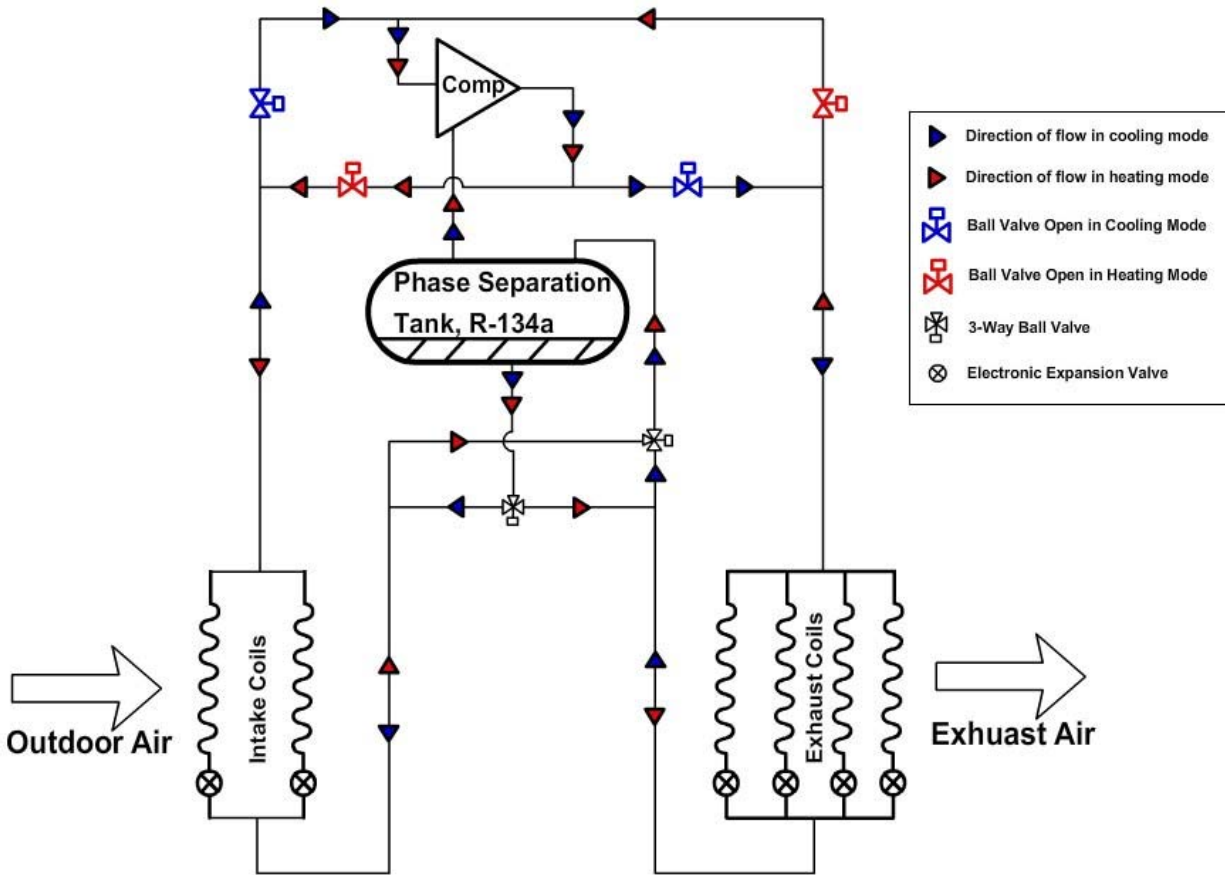 Comp
Phase Separation
Tank, R-134a
Direction of flow in cooling mode
Direction of flow in heating mode
Ball Valve Open in Cooling Mode
Ball Valve Open in Heating Mode
3-Way Ball Valve
Electronic Expansion Valve
Outdoor Air
Intake Coils
Exhaust Coils
Exhuast Air